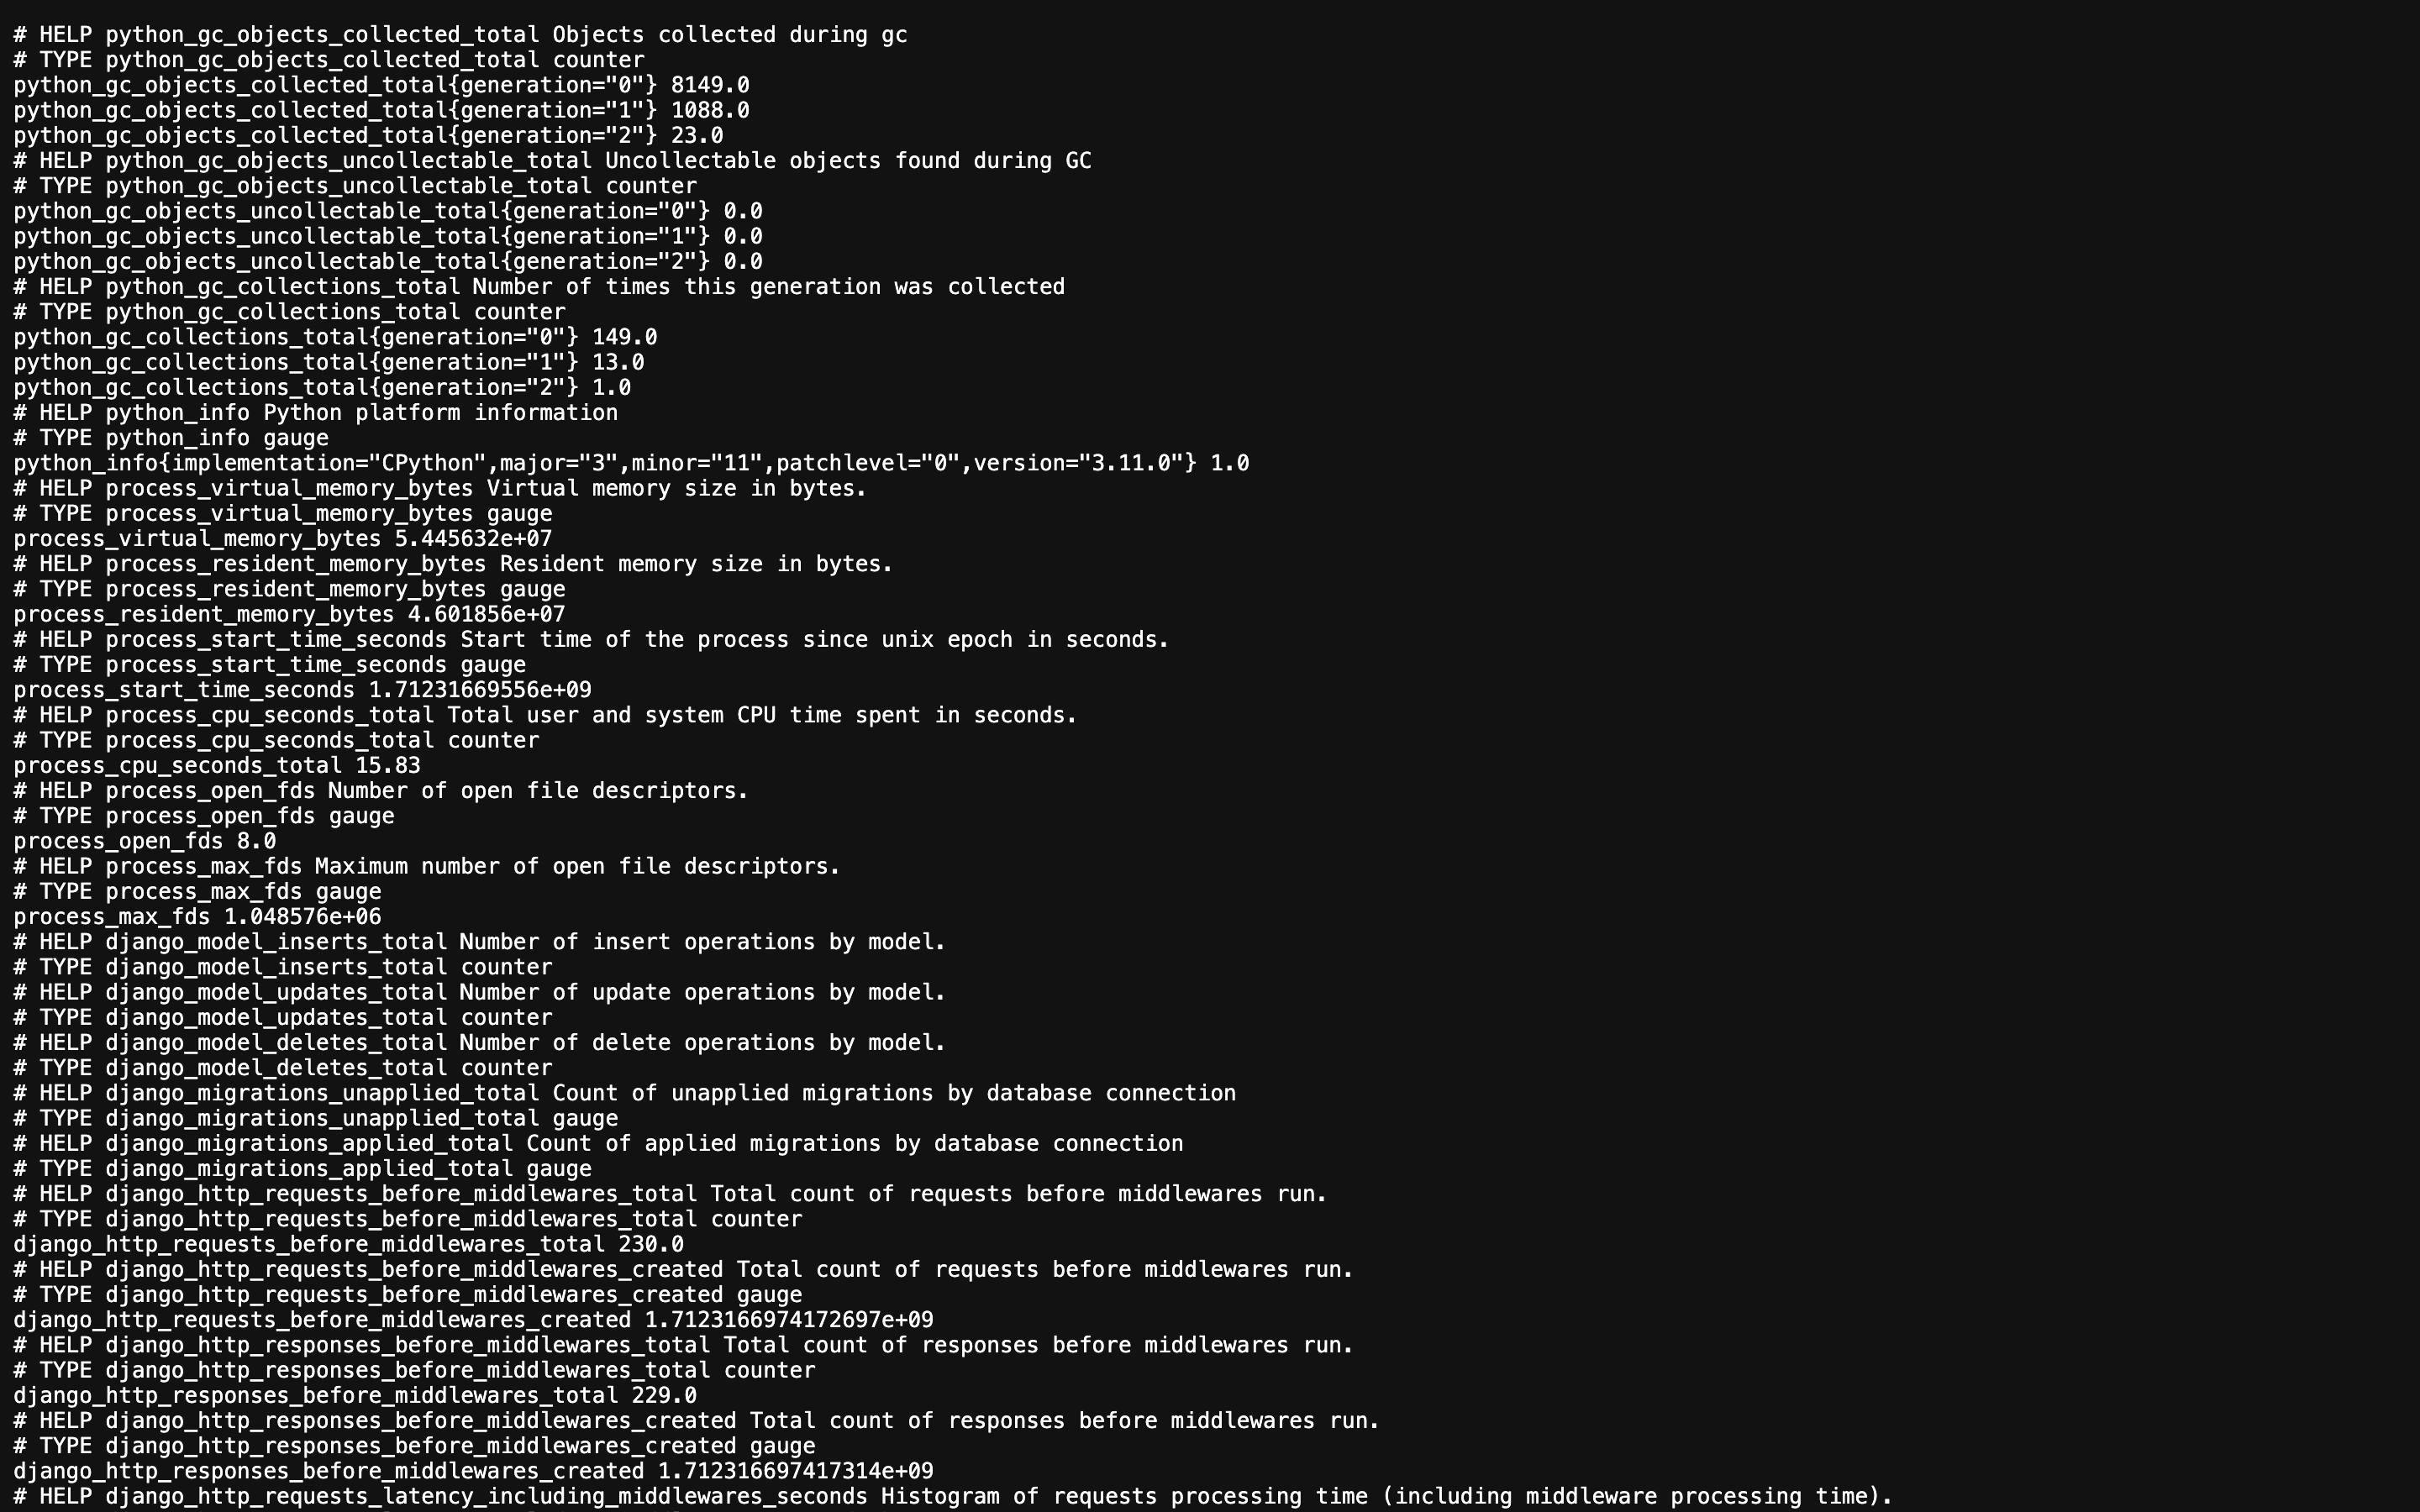 # HELP python_gc_objects_collected_total Objects collected during gc
# TYPE python_gc_objects_collected_total counter
python_gc_objects_collected_total{generation="0"} 8149.0
python_gc_objects_collected_total{generation="1"} 1088.0
python_gc_objects_collected_total{generation="2"} 23.0
# HELP python_gc_objects_uncollectable_total Uncollectable objects found during GC
# TYPE python_gc_objects_uncollectable_total counter
python_gc_objects_uncollectable_total{generation="0"} 0.0
python_gc_objects_uncollectable_total{generation="1"} 0.0
python_gc_objects_uncollectable_total{generation="2"} 0.0
# HELP python_gc_collections_total Number of times this generation was collected
# TYPE python_gc_collections_total counter
python_gc_collections_total{generation="0"} 149.0
python_gc_collections_total{generation="1"} 13.0
python_gc_collections_total{generation="2"} 1.0
# HELP python_info Python platform information
# TYPE python_info gauge
python_info{implementation="CPython",major="3",minor="11",patchlevel="0",version="3.11.0"} 1.0
# HELP process_virtual_memory_bytes Virtual memory size in bytes.
# TYPE process_virtual_memory_bytes gauge
process_virtual_memory_bytes 5.445632e+07
# HELP process_resident_memory_bytes Resident memory size in bytes.
# TYPE process_resident_memory_bytes gauge
process_resident_memory_bytes 4.601856e+07
# HELP process_start_time_seconds Start time of the process since unix epoch in seconds.
# TYPE process_start_time_seconds gauge
process_start_time_seconds 1.71231669556e+09
# HELP process_cpu_seconds_total Total user and system CPU time spent in seconds.
# TYPE process_cpu_seconds_total counter
process_cpu_seconds_total 15.83
# HELP process_open_fds Number of open file descriptors.
# TYPE process_open_fds gauge
process_open_fds 8.0
# HELP process_max_fds Maximum number of open file descriptors.
# TYPE process_max_fds gauge
process_max_fds 1.048576e+06
# HELP django_model_inserts_total Number of insert operations by model.
# TYPE django_model_inserts_total counter
# HELP django_model_updates_total Number of update operations by model.
# TYPE django_model_updates_total counter
# HELP django_model_deletes_total Number of delete operations by model.
# TYPE django_model_deletes_total counter
# HELP django_migrations_unapplied_total Count of unapplied migrations by database connection
# TYPE django_migrations_unapplied_total gauge
# HELP django_migrations_applied_total Count of applied migrations by database connection
# TYPE django_migrations_applied_total gauge
# HELP django_http_requests_before_middlewares_total Total count of requests before middlewares run.
# TYPE django_http_requests_before_middlewares_total counter
django_http_requests_before_middlewares_total 230.0
# HELP django_http_requests_before_middlewares_created Total count of requests before middlewares run.
# TYPE django_http_requests_before_middlewares_created gauge
django_http_requests_before_middlewares_created 1.7123166974172697e+09
# HELP django_http_responses_before_middlewares_total Total count of responses before middlewares run.
# TYPE django_http_responses_before_middlewares_total counter
django_http_responses_before_middlewares_total 229.0
# HELP django_http_responses_before_middlewares_created Total count of responses before middlewares run.
# TYPE django_http_responses_before_middlewares_created gauge
django_http_responses_before_middlewares_created 1.712316697417314e+09
# HELP django_http_requests_latency_including_middlewares_seconds Histogram of requests processing time (including middleware processing time).